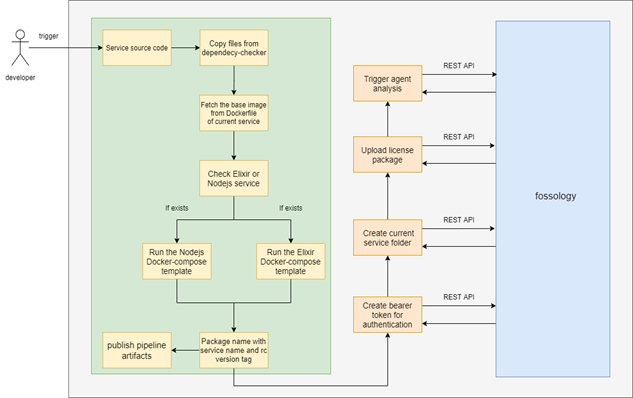 trigger
developer
Service source code
Copy files from
dependecy-checker
Fetch the base image
from Dockerfile
of current service
Check Elixir or
Nodejs service
If exists
If exists
Run the Nodejs
Docker-compose
template
Run the Elixir
Docker-compose
template
publish pipeline
artifacts
Package name with
service name and rc
version tag
Trigger agent
analysis
REST API
Upload license
package
REST API
Create current
service folder
REST API
Create bearer
token for
authentication
REST API
fossology